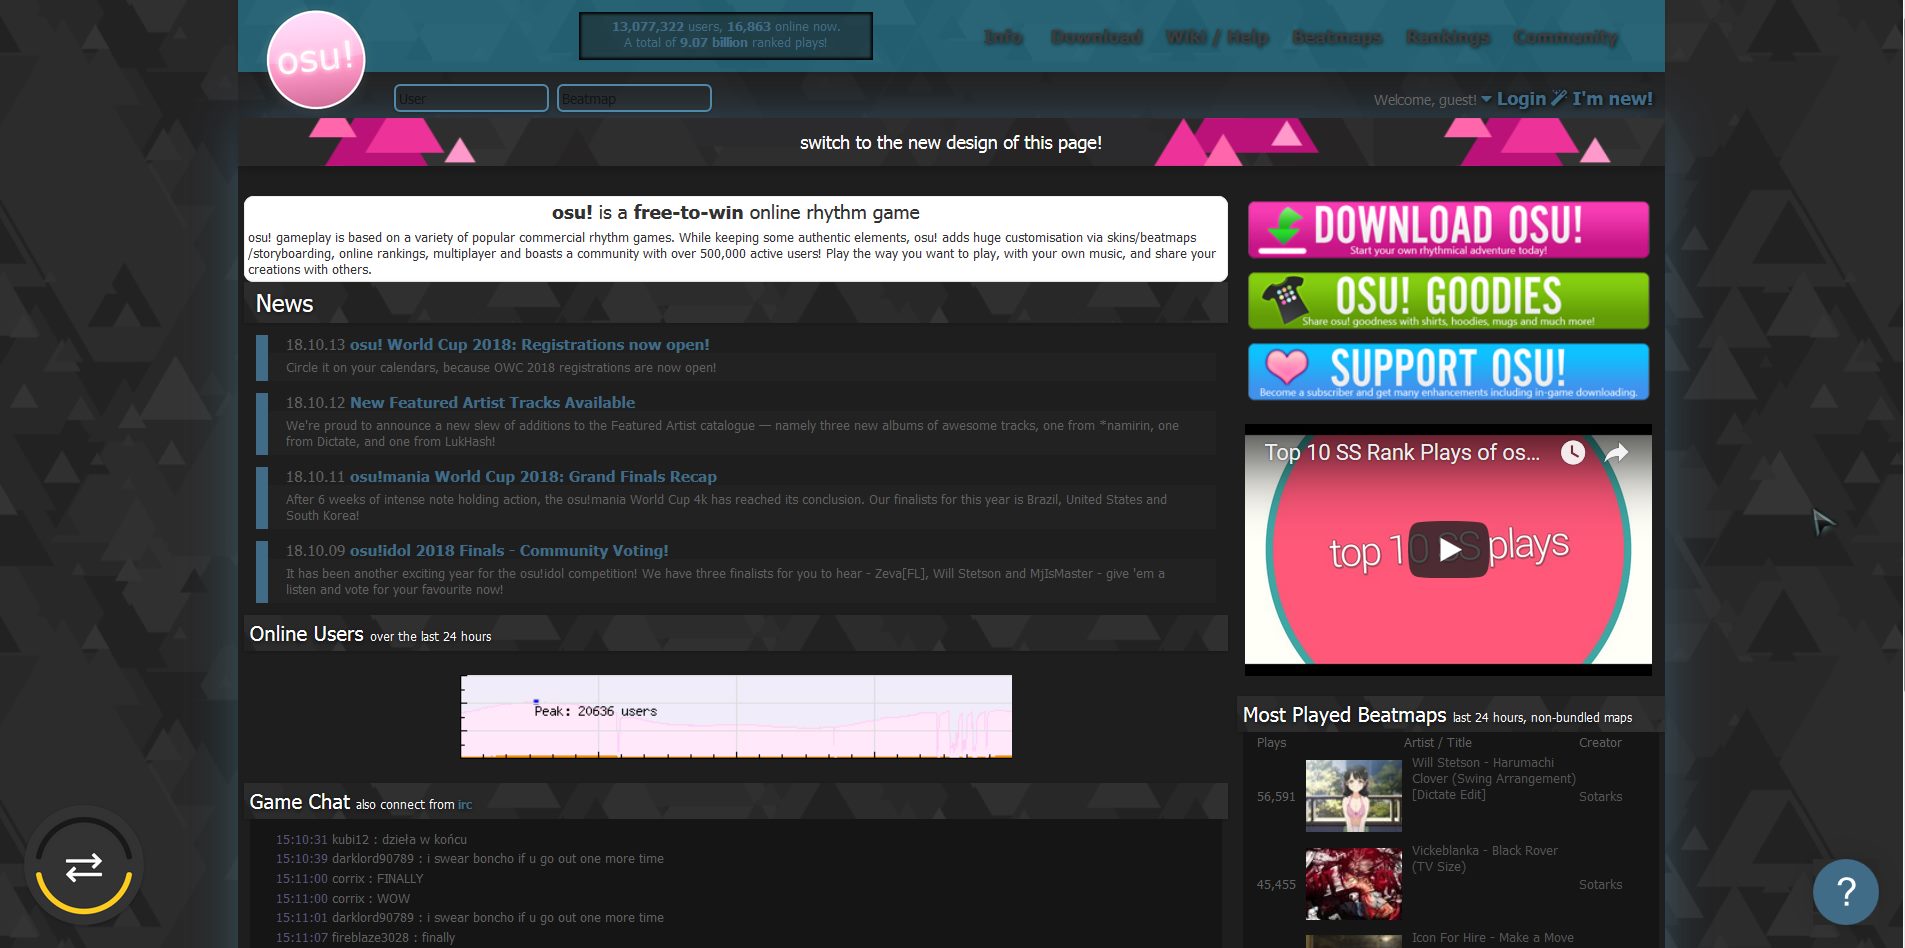 osu!
13,077,322 users, 16,863 online now.
A total of 9.07 billion ranked plays!
Info Download Wiki / Help Beatmaps Rankings Community
User Beatmap
Welcome, guest! Login I'm new!
switch to the new design of this page!
osu! is a free-to-win online rhythm game
osu! gameplay is based on a variety of popular commercial rhythm games. While keeping some authentic elements, osu! adds huge customisation via skins/beatmaps
/storyboarding, online rankings, multiplayer and boasts a community with over 500,000 active users! Play the way you want to play, with your own music, and share your
creations with others.
News
18.10.13 osu! World Cup 2018: Registrations now open!
Circle it on your calendars, because OWC 2018 registrations are now open!
18.10.12 New Featured Artist Tracks Available
We're proud to announce a new slew of additions to the Featured Artist catalogue — namely three new albums of awesome tracks, one from *namirin, one
from Dictate, and one from LukHash!
18.10.11 osu!mania World Cup 2018: Grand Finals Recap
After 6 weeks of intense note holding action, the osu!mania World Cup 4k has reached its conclusion. Our finalists for this year is Brazil, United States and
South Korea!
18.10.09 osu!idol 2018 Finals - Community Voting!
It has been another exciting year for the osu!idol competition! We have three finalists for you to hear - Zeva[FL], Will Stetson and MjIsMaster - give 'em a
listen and vote for your favourite now!
Online Users over the last 24 hours
Peak: 20636 users
Game Chat also connect from irc
15:10:31 kubi12 : dzieła w końcu
15:10:39 darklord90789 : i swear boncho if u go out one more time
15:11:00 corrix : FINALLY
15:11:00 corrix : WOW
15:11:01 darklord90789 : i swear boncho if u go out one more time
15:11:07 fireblaze3028 : finally
DOWNLOAD OSU!
Start your own rhythmical adventure today!
OSU! GOODIES
Share osu! goodness with shirts, hoodies, mugs and much more!
SUPPORT OSU!
Become a subscriber and get many enhancements including in-game downloading.
Top 10 SS Rank Plays of os...
top 10 SS plays
Most Played Beatmaps last 24 hours, non-bundled maps
Plays Artist / Title Creator
Will Stetson - Harumachi
Clover (Swing Arrangement)
[Dictate Edit]
56,591 Sotarks
Vickeblanka - Black Rover
(TV Size)
45,455 Sotarks
Icon For Hire - Make a Move
?